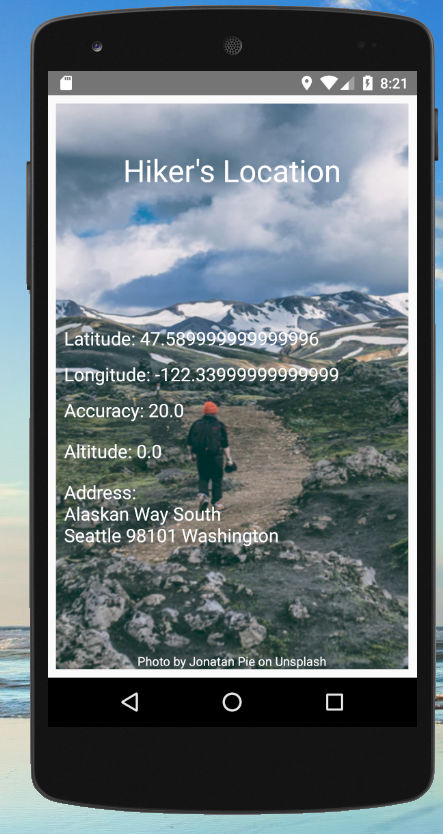 8:21
Hiker's Location
Latitude: 47.589999999999996
Longitude: -122.33999999999999
Accuracy: 20.0
Altitude: 0.0
Address:
Alaskan Way South
Seattle 98101 Washington
Photo by Jonatan Pie on Unsplash